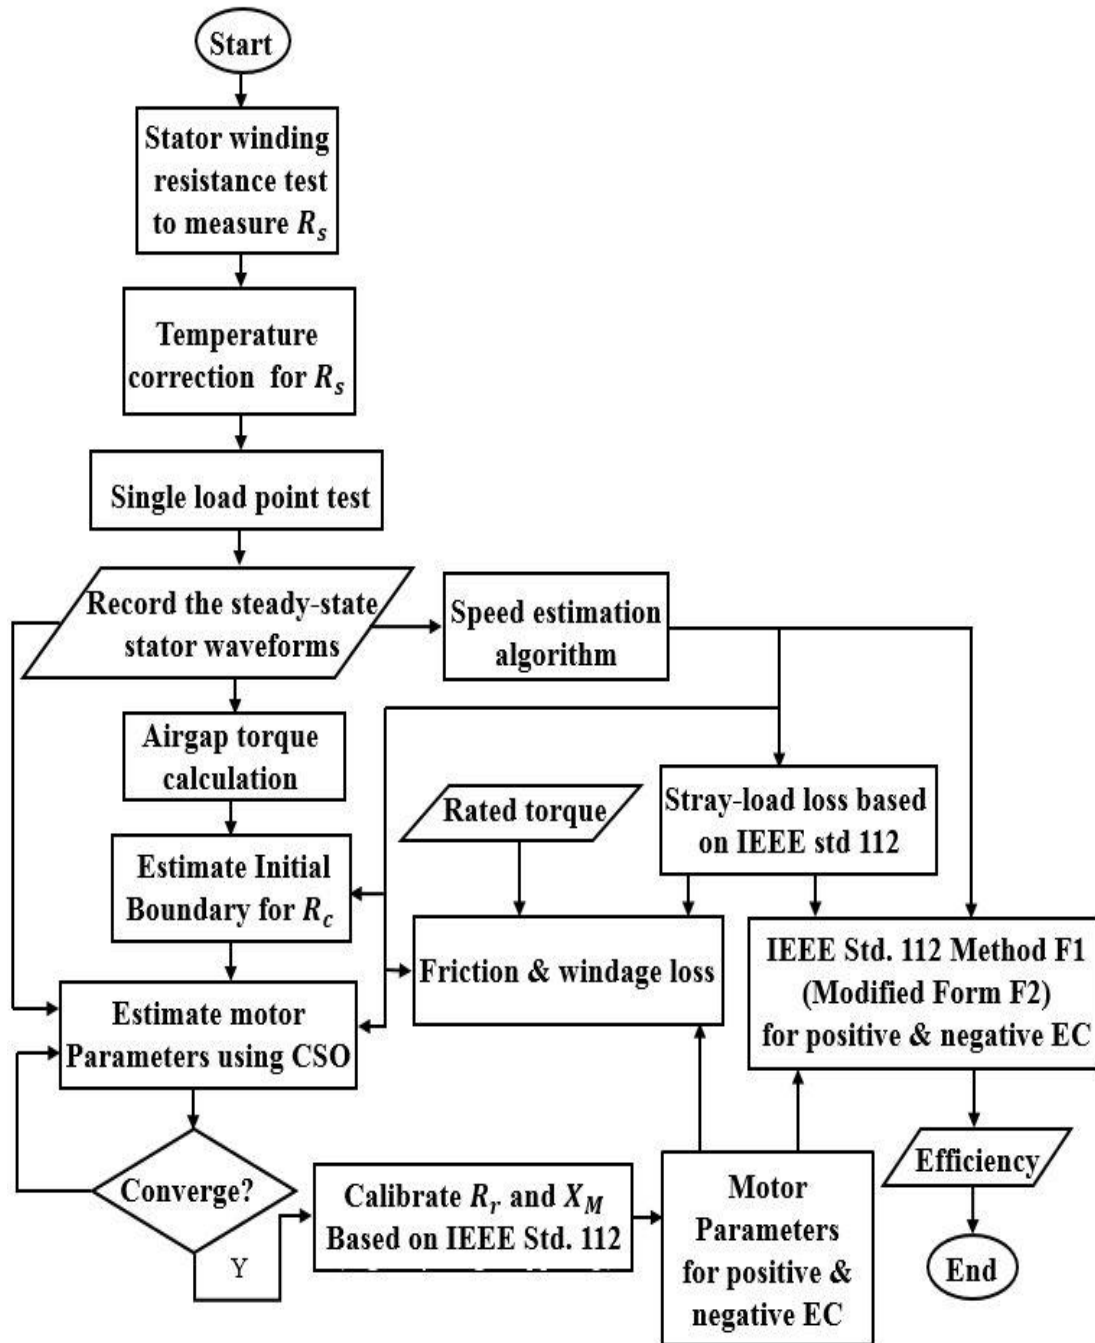 Start
Stator winding
resistance test
to measure R_s
Temperature
correction for R_s
Single load point test
Record the steady-state
stator waveforms
Speed estimation
algorithm
Airgap torque
calculation
Rated torque
Stray-load loss based
on IEEE std 112
Estimate Initial
Boundary for R_c
Friction & windage loss
IEEE Std. 112 Method F1
(Modified Form F2)
for positive & negative EC
Estimate motor
Parameters using CSO
Converge?
Y
Calibrate R_r and X_M
Based on IEEE Std. 112
Motor
Parameters
for positive &
negative EC
Efficiency
End